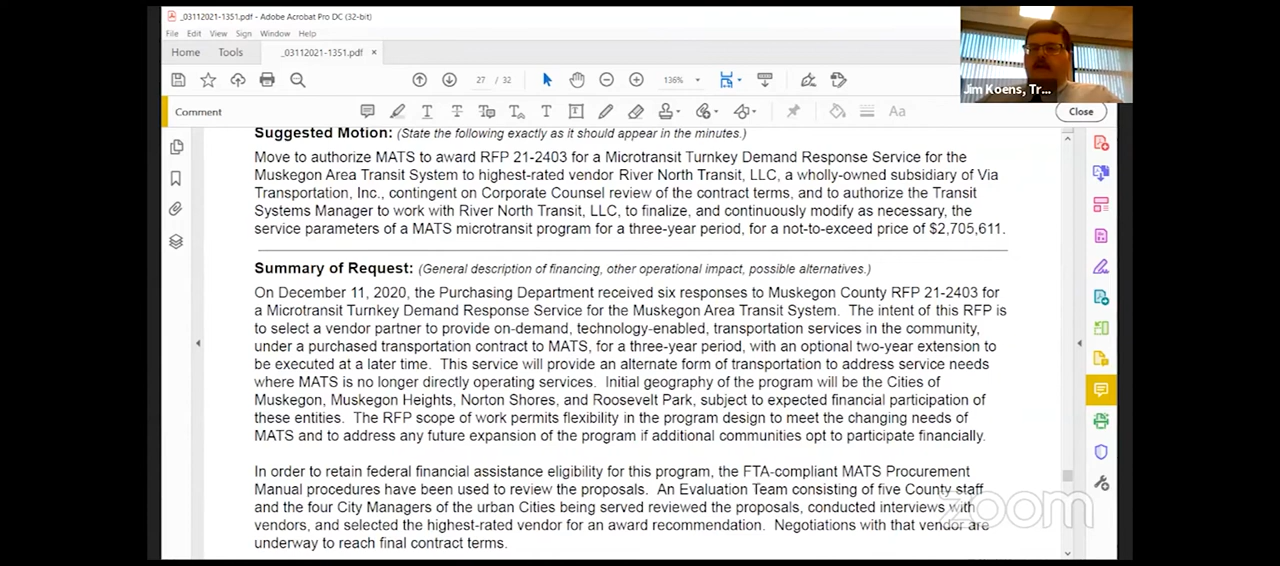 _03112021-1351.pdf - Adobe Acrobat Pro DC (32-bit)
File Edit View Sign Window Help
Home Tools _03112021-1351.pdf ×
27 / 32 136%
Jim Koens, Tr...
Comment Aa Close
Suggested Motion: (State the following exactly as it should appear in the minutes.)
Move to authorize MATS to award RFP 21-2403 for a Microtransit Turnkey Demand Response Service for the
Muskegon Area Transit System to highest-rated vendor River North Transit, LLC, a wholly-owned subsidiary of Via
Transportation, Inc., contingent on Corporate Counsel review of the contract terms, and to authorize the Transit
Systems Manager to work with River North Transit, LLC, to finalize, and continuously modify as necessary, the
service parameters of a MATS microtransit program for a three-year period, for a not-to-exceed price of $2,705,611.
Summary of Request: (General description of financing, other operational impact, possible alternatives.)
On December 11, 2020, the Purchasing Department received six responses to Muskegon County RFP 21-2403 for
a Microtransit Turnkey Demand Response Service for the Muskegon Area Transit System. The intent of this RFP is
to select a vendor partner to provide on-demand, technology-enabled, transportation services in the community,
under a purchased transportation contract to MATS, for a three-year period, with an optional two-year extension to
be executed at a later time. This service will provide an alternate form of transportation to address service needs
where MATS is no longer directly operating services. Initial geography of the program will be the Cities of
Muskegon, Muskegon Heights, Norton Shores, and Roosevelt Park, subject to expected financial participation of
these entities. The RFP scope of work permits flexibility in the program design to meet the changing needs of
MATS and to address any future expansion of the program if additional communities opt to participate financially.
In order to retain federal financial assistance eligibility for this program, the FTA-compliant MATS Procurement
Manual procedures have been used to review the proposals. An Evaluation Team consisting of five County staff
and the four City Managers of the urban Cities being served reviewed the proposals, conducted interviews with
vendors, and selected the highest-rated vendor for an award recommendation. Negotiations with that vendor are
underway to reach final contract terms.
zoom